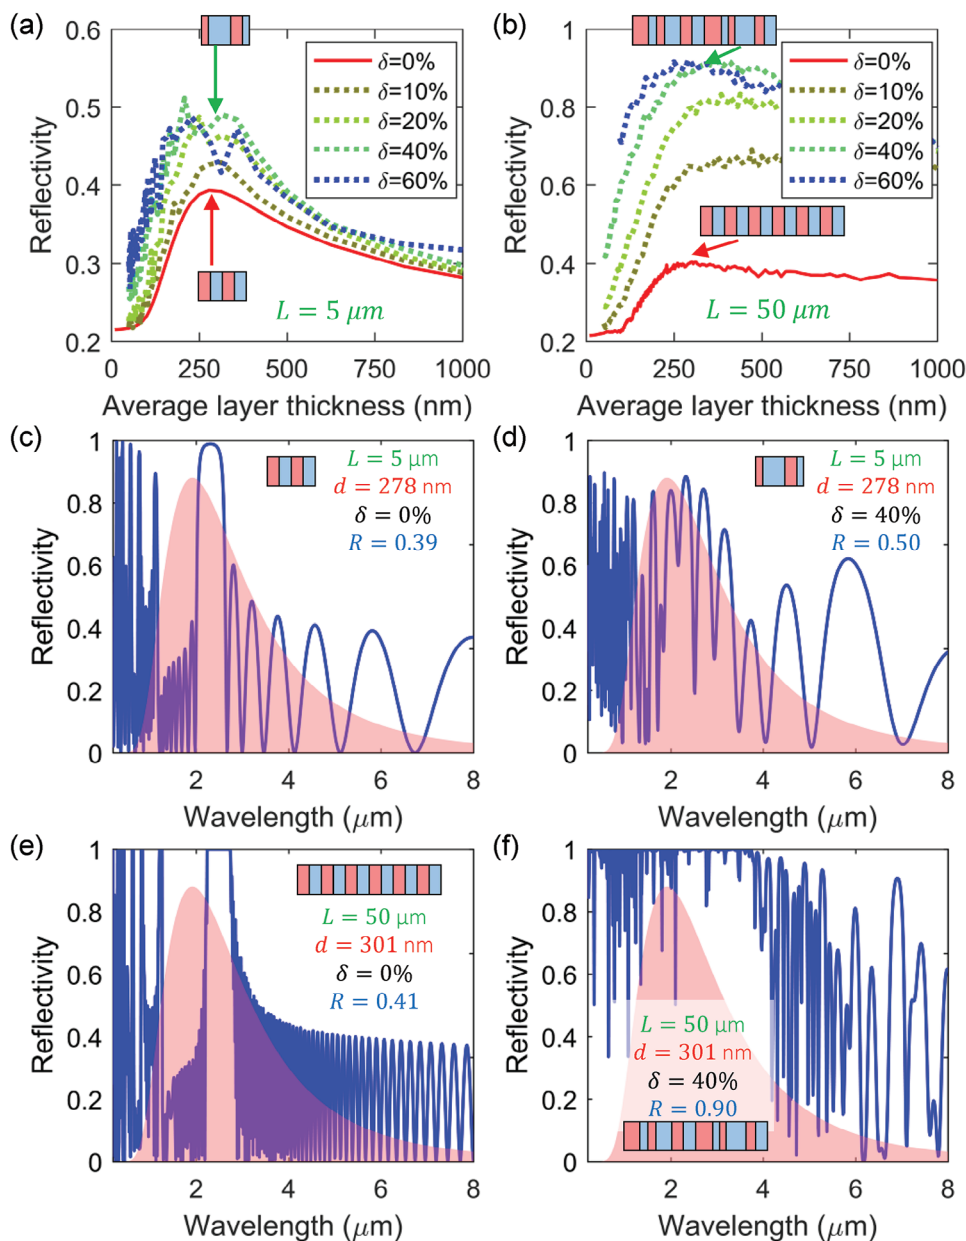 (a)
0.6
0.5
0.4
0.3
0.2
Reflectivity
δ=0%
δ=10%
δ=20%
δ=40%
δ=60%
L = 5 μm
0 250 500 750 1000
Average layer thickness (nm)
(b)
1
0.8
0.6
0.4
0.2
Reflectivity
δ=0%
δ=10%
δ=20%
δ=40%
δ=60%
L = 50 μm
0 250 500 750 1000
Average layer thickness (nm)
(c)
1
0.8
0.6
0.4
0.2
0
Reflectivity
L = 5 μm
d = 278 nm
δ = 0%
R = 0.39
2 4 6 8
Wavelength (μm)
(d)
1
0.8
0.6
0.4
0.2
0
Reflectivity
L = 5 μm
d = 278 nm
δ = 40%
R = 0.50
2 4 6 8
Wavelength (μm)
(e)
1
0.8
0.6
0.4
0.2
0
Reflectivity
L = 50 μm
d = 301 nm
δ = 0%
R = 0.41
2 4 6 8
Wavelength (μm)
(f)
1
0.8
0.6
0.4
0.2
0
Reflectivity
L = 50 μm
d = 301 nm
δ = 40%
R = 0.90
2 4 6 8
Wavelength (μm)